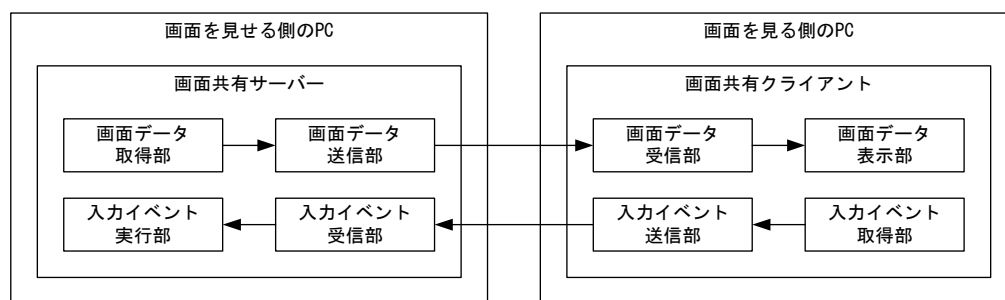 画面を見せる側のPC
画面共有サーバー
画面データ
取得部
画面データ
送信部
入力イベント
実行部
入力イベント
受信部
画面を見る側のPC
画面共有クライアント
画面データ
受信部
画面データ
表示部
入力イベント
送信部
入力イベント
取得部